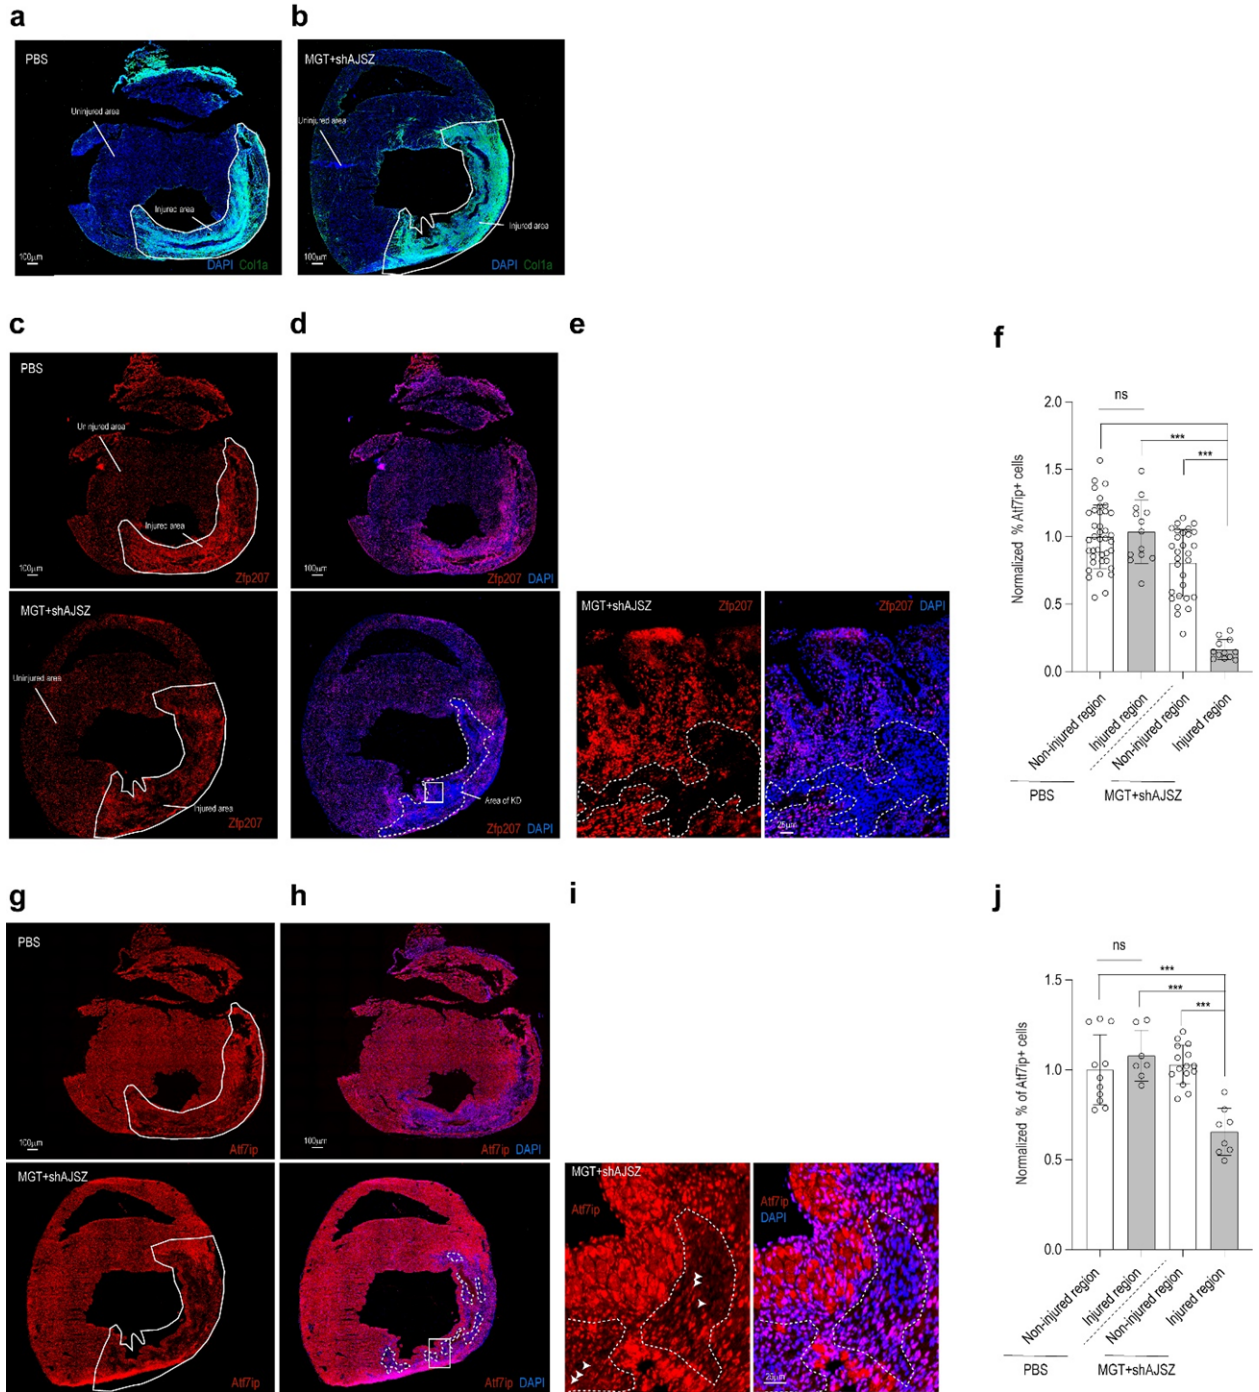 a
b
PBS
Uninjured area
Injured area
100µm
DAPI Col1a
MGT+shAJSZ
Uninjured area
Injured area
100µm
DAPI Col1a
c
d
e
f
PBS
Uninjured area
Injured area
100µm
Zfp207
100µm
Zfp207 DAPI
MGT+shAJSZ
Uninjured area
Injured area
Zfp207
Area of KD
Zfp207 DAPI
MGT+shAJSZ
Zfp207
Zfp207 DAPI
25µm
Normalized % Atf7ip+ cells
2.0
1.5
1.0
0.5
0.0
ns
***
***
Non-injured region
Injured region
Non-injured region
Injured region
PBS
MGT+shAJSZ
g
h
i
j
PBS
100µm
Atf7ip
100µm
Atf7ip DAPI
MGT+shAJSZ
Atf7ip
Atf7ip DAPI
MGT+shAJSZ
Atf7ip
Atf7ip
DAPI
25µm
Normalized % of Atf7ip+ cells
1.5
1.0
0.5
0.0
ns
***
***
***
Non-injured region
Injured region
Non-injured region
Injured region
PBS
MGT+shAJSZ